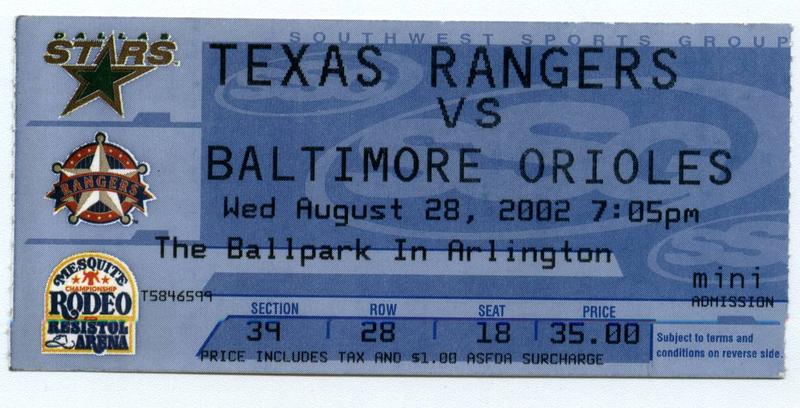 DALLAS
STARS
SOUTHWEST SPORTS GROUP
TEXAS RANGERS
VS
BALTIMORE ORIOLES
Wed August 28, 2002 7:05pm
The Ballpark In Arlington
RANGERS
mini
ADMISSION
MESQUITE
CHAMPIONSHIP
RODEO
RESISTOL
ARENA
T5846599
SECTION ROW SEAT PRICE
39 28 18 35.00
PRICE INCLUDES TAX AND $1.00 ASFDA SURCHARGE
Subject to terms and
conditions on reverse side.